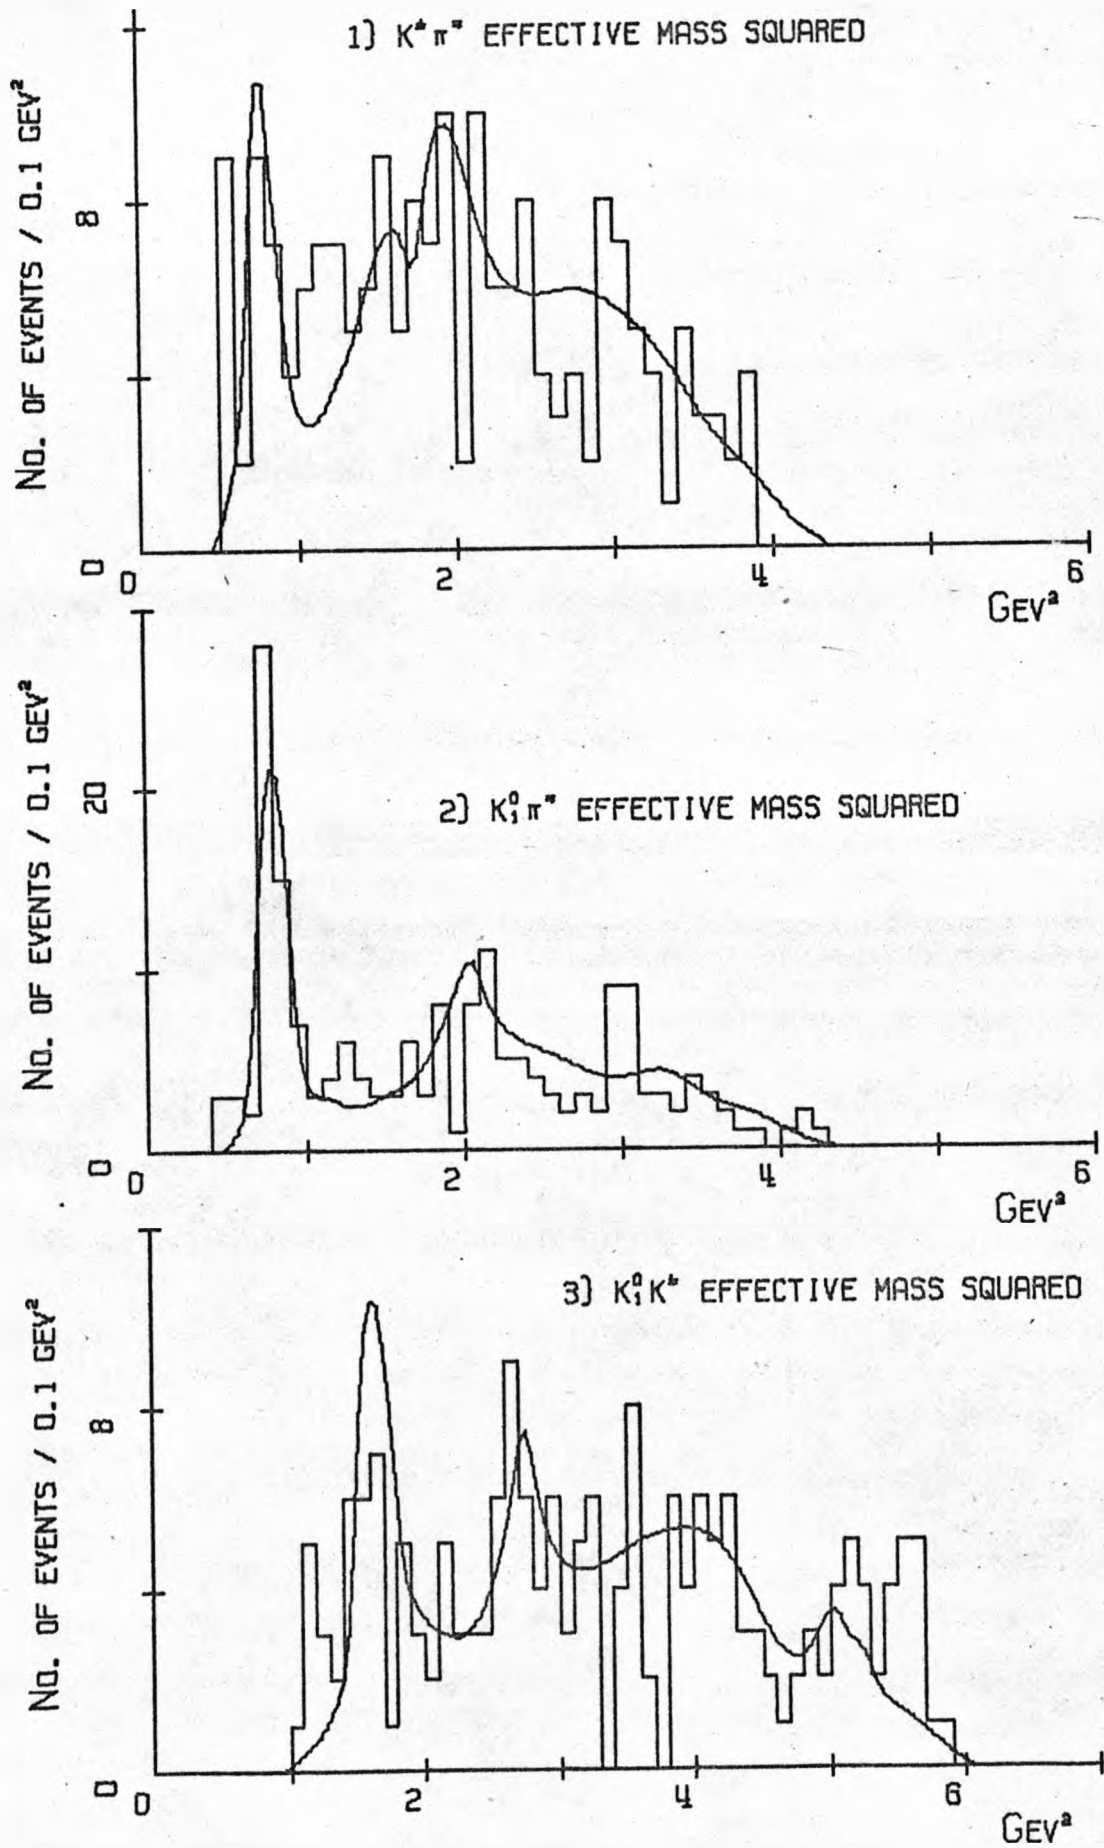 1) K± π∓ EFFECTIVE MASS SQUARED
No. OF EVENTS / 0.1 GEV²
8
0
0 2 4 6
GEV²
2) K₁⁰ π∓ EFFECTIVE MASS SQUARED
No. OF EVENTS / 0.1 GEV²
20
0
0 2 4 6
GEV²
3) K₁⁰ K± EFFECTIVE MASS SQUARED
No. OF EVENTS / 0.1 GEV²
8
0
0 2 4 6
GEV²